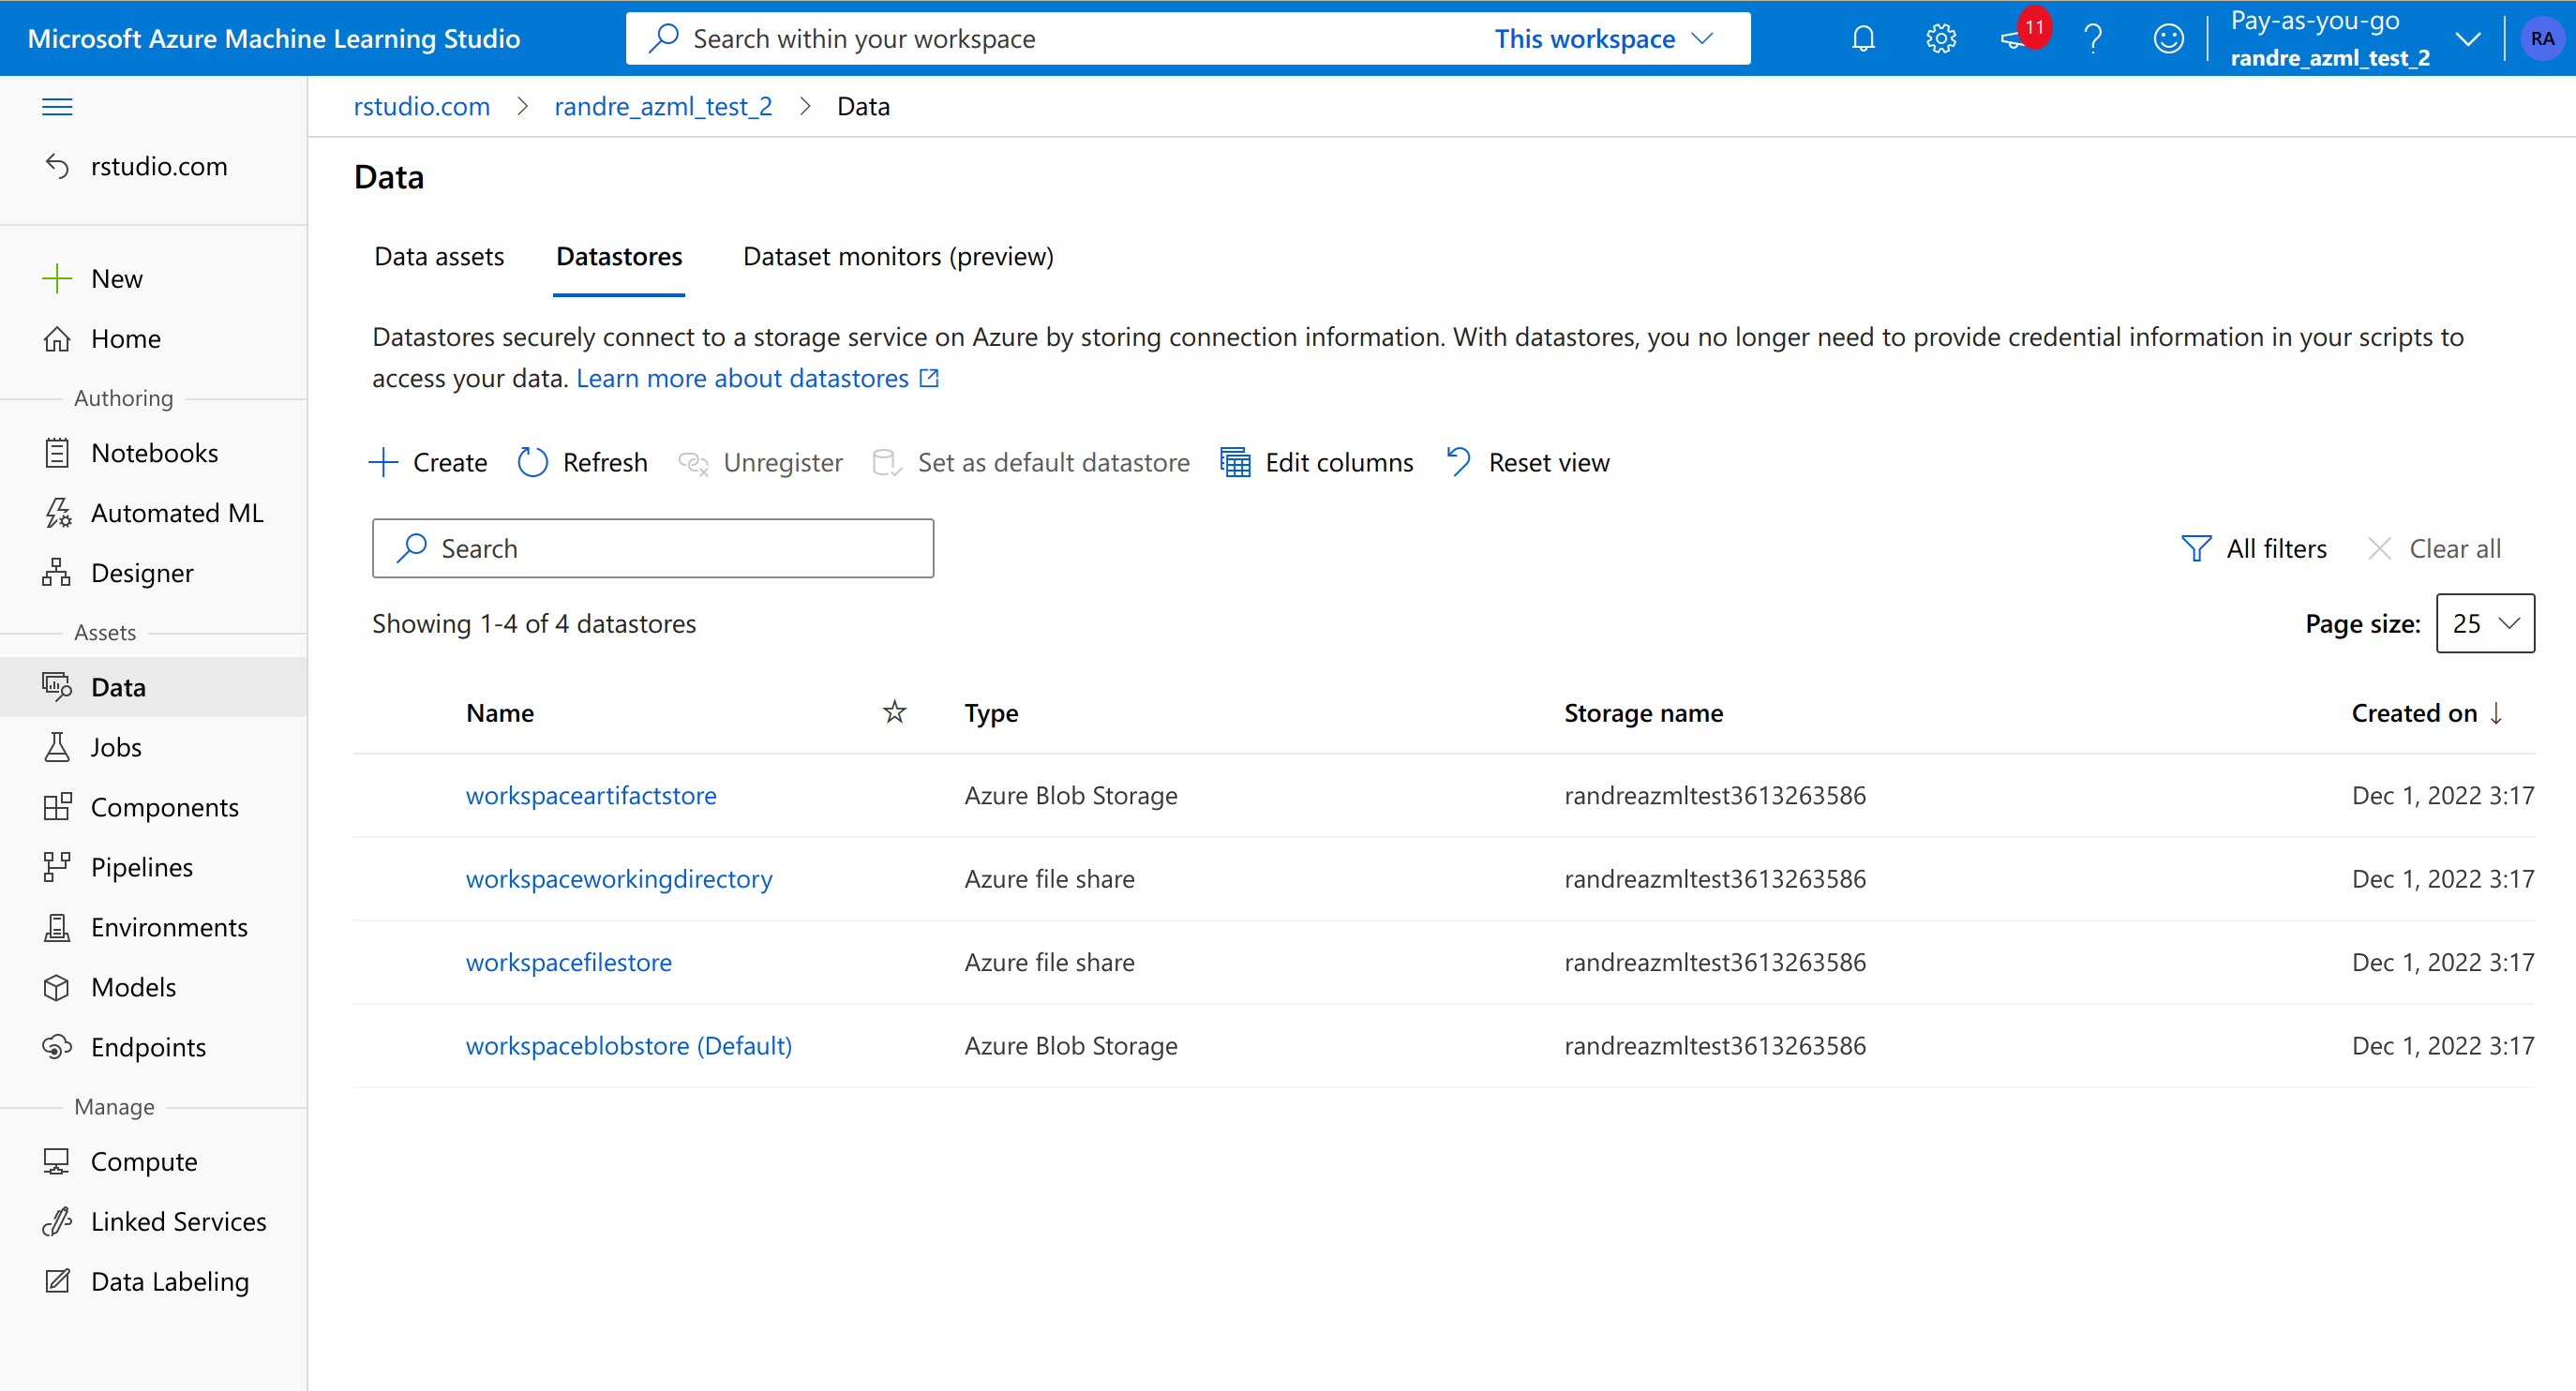 Microsoft Azure Machine Learning Studio
Search within your workspace
This workspace
11
Pay-as-you-go
randre_azml_test_2
RA
rstudio.com
randre_azml_test_2
Data
rstudio.com
New
Home
Authoring
Notebooks
Automated ML
Designer
Assets
Data
Jobs
Components
Pipelines
Environments
Models
Endpoints
Manage
Compute
Linked Services
Data Labeling
Data
Data assets Datastores Dataset monitors (preview)
Datastores securely connect to a storage service on Azure by storing connection information. With datastores, you no longer need to provide credential information in your scripts to
access your data. Learn more about datastores
Create Refresh Unregister Set as default datastore Edit columns Reset view
Search
All filters Clear all
Showing 1-4 of 4 datastores
Page size: 25
Name Type Storage name Created on
workspaceartifactstore Azure Blob Storage randreazmltest3613263586 Dec 1, 2022 3:17
workspaceworkingdirectory Azure file share randreazmltest3613263586 Dec 1, 2022 3:17
workspacefilestore Azure file share randreazmltest3613263586 Dec 1, 2022 3:17
workspaceblobstore (Default) Azure Blob Storage randreazmltest3613263586 Dec 1, 2022 3:17